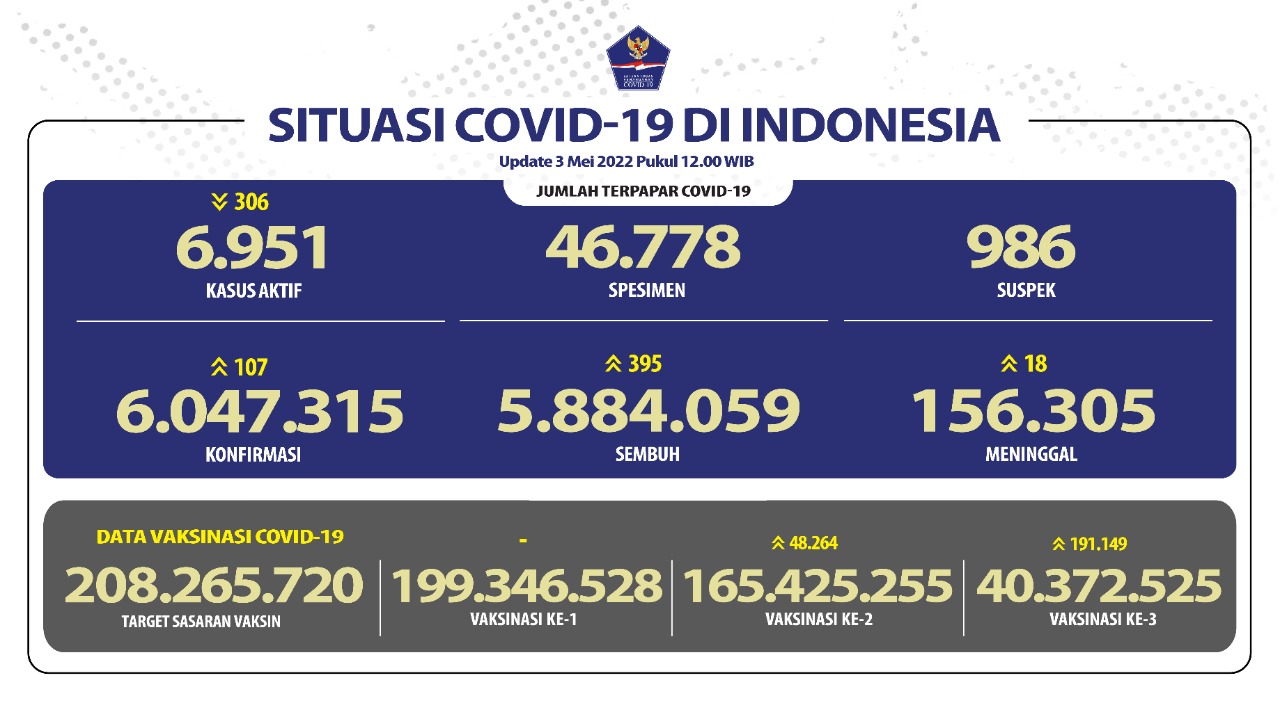 COVID-19
SITUASI COVID-19 DI INDONESIA
Update 3 Mei 2022 Pukul 12.00 WIB
JUMLAH TERPAPAR COVID-19
306
6.951
KASUS AKTIF
46.778
SPESIMEN
986
SUSPEK
107
6.047.315
KONFIRMASI
395
5.884.059
SEMBUH
18
156.305
MENINGGAL
DATA VAKSINASI COVID-19
208.265.720
TARGET SASARAN VAKSIN
-
199.346.528
VAKSINASI KE-1
48.264
165.425.255
VAKSINASI KE-2
191.149
40.372.525
VAKSINASI KE-3